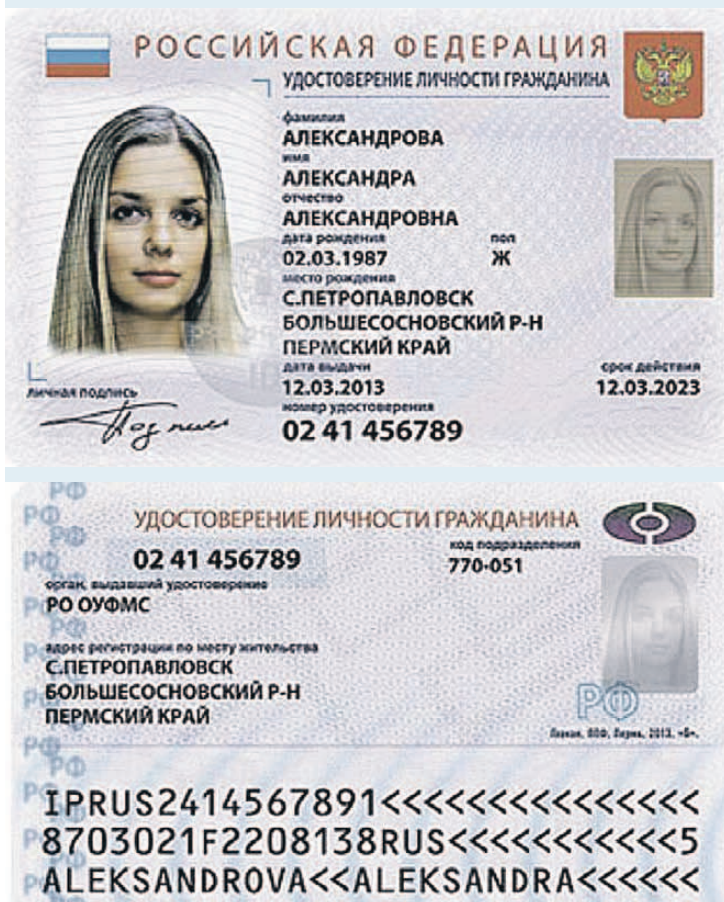 РОССИЙСКАЯ ФЕДЕРАЦИЯ
УДОСТОВЕРЕНИЕ ЛИЧНОСТИ ГРАЖДАНИНА
фамилия
АЛЕКСАНДРОВА
имя
АЛЕКСАНДРА
отчество
АЛЕКСАНДРОВНА
дата рождения пол
02.03.1987 Ж
место рождения
С.ПЕТРОПАВЛОВСК
БОЛЬШЕСОСНОВСКИЙ Р-Н
ПЕРМСКИЙ КРАЙ
дата выдачи срок действия
12.03.2013 12.03.2023
личная подпись
номер удостоверения
02 41 456789
Подпись
УДОСТОВЕРЕНИЕ ЛИЧНОСТИ ГРАЖДАНИНА
02 41 456789
код подразделения
770-051
орган, выдавший удостоверение
РО ОУФМС
адрес регистрации по месту жительства
С.ПЕТРОПАВЛОВСК
БОЛЬШЕСОСНОВСКИЙ Р-Н
ПЕРМСКИЙ КРАЙ
РФ
Пермь, 2013, «Б».
IPRUS2414567891<<<<<<<<<<<<<<<
8703021F2208138RUS<<<<<<<<<<<5
ALEKSANDROVA<<ALEKSANDRA<<<<<<